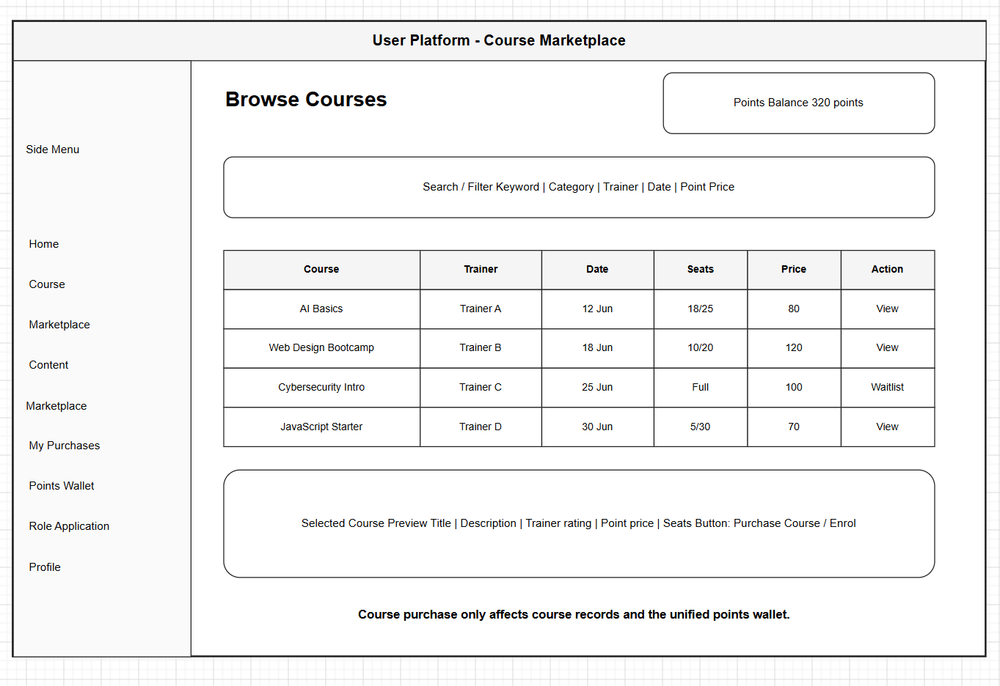 User Platform - Course Marketplace
Side Menu
Home
Course
Marketplace
Content
Marketplace
My Purchases
Points Wallet
Role Application
Profile
Browse Courses
Points Balance 320 points
Search / Filter Keyword | Category | Trainer | Date | Point Price
Course Trainer Date Seats Price Action
AI Basics Trainer A 12 Jun 18/25 80 View
Web Design Bootcamp Trainer B 18 Jun 10/20 120 View
Cybersecurity Intro Trainer C 25 Jun Full 100 Waitlist
JavaScript Starter Trainer D 30 Jun 5/30 70 View
Selected Course Preview Title | Description | Trainer rating | Point price | Seats Button: Purchase Course / Enrol
Course purchase only affects course records and the unified points wallet.